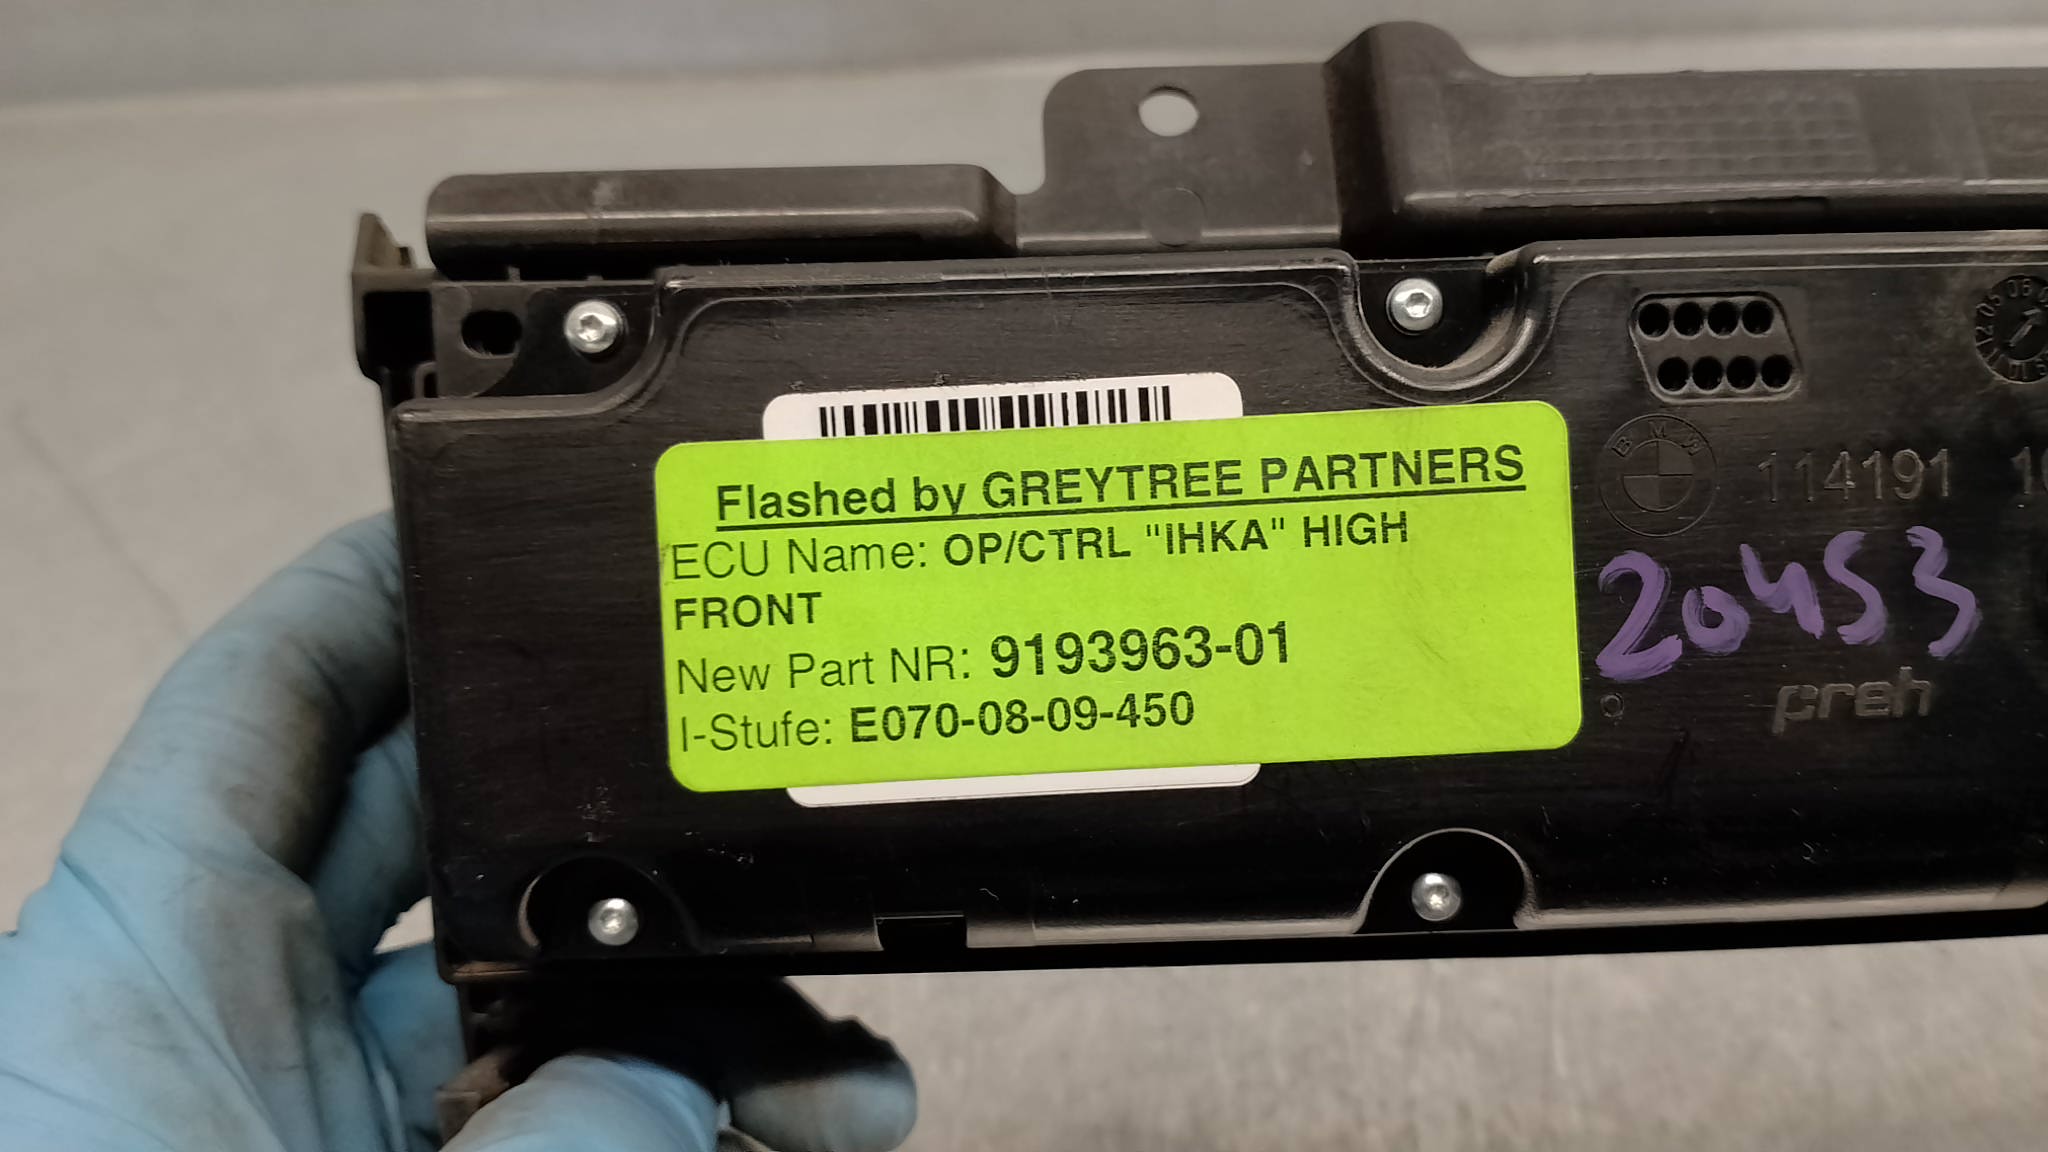 Flashed by GREYTREE PARTNERS
ECU Name: OP/CTRL "IHKA" HIGH
FRONT
New Part NR: 9193963-01
I-Stufe: E070-08-09-450
BMW
114191
20453
preh